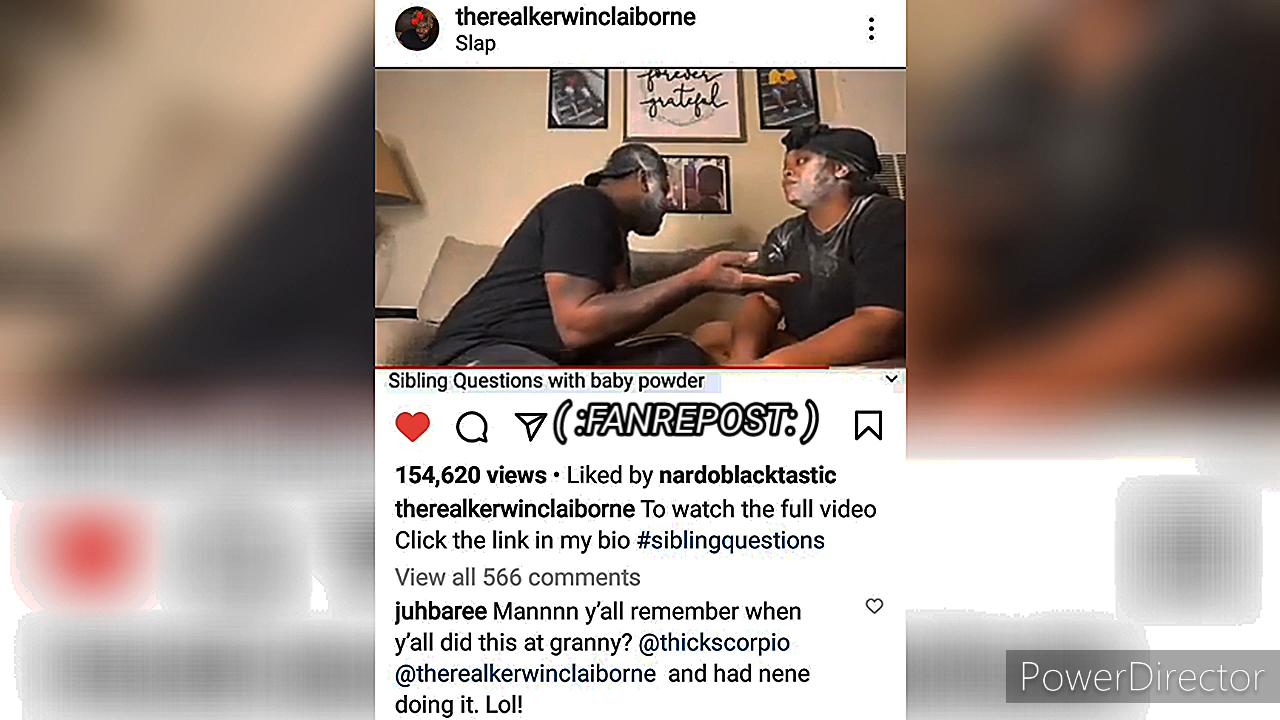 therealkerwinclaiborne
Slap
forever
grateful
Sibling Questions with baby powder
( :FANREPOST: )
154,620 views • Liked by nardoblacktastic
therealkerwinclaiborne To watch the full video
Click the link in my bio #siblingquestions
View all 566 comments
juhbaree Mannnn y’all remember when
y’all did this at granny? @thickscorpio
@therealkerwinclaiborne and had nene
doing it. Lol!
PowerDirector